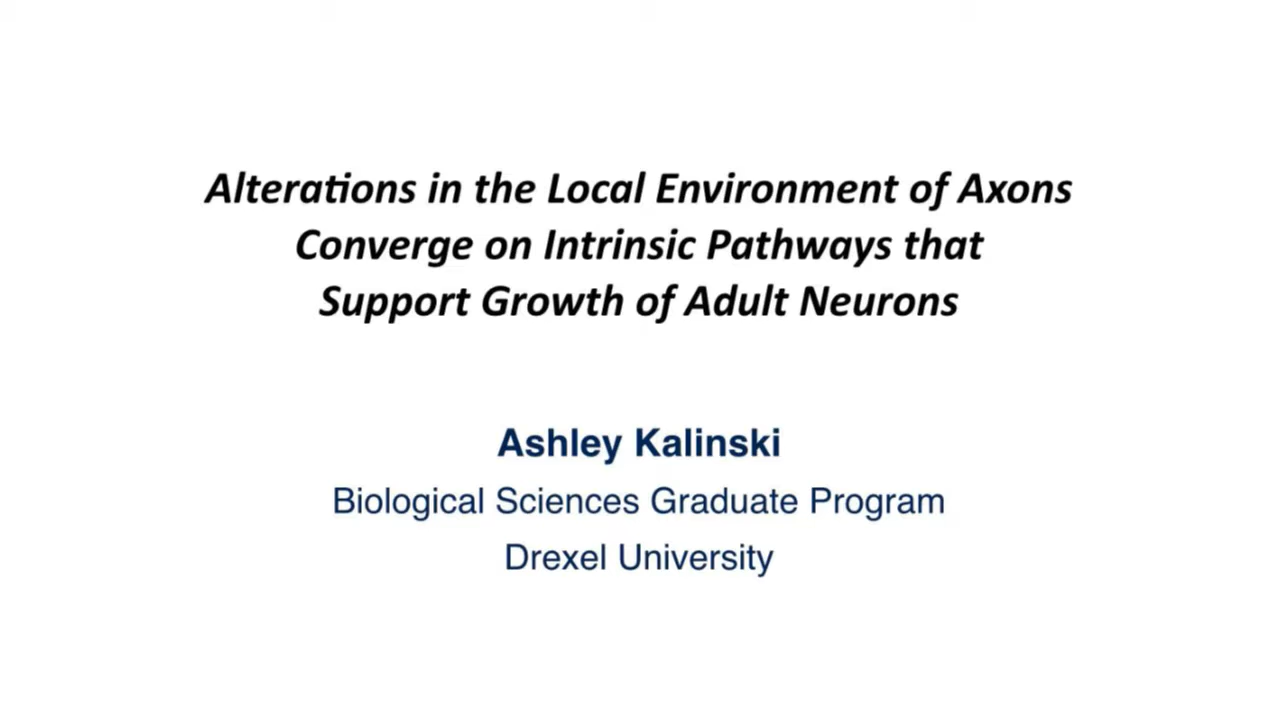 Alterations in the Local Environment of Axons
Converge on Intrinsic Pathways that
Support Growth of Adult Neurons
Ashley Kalinski
Biological Sciences Graduate Program
Drexel University